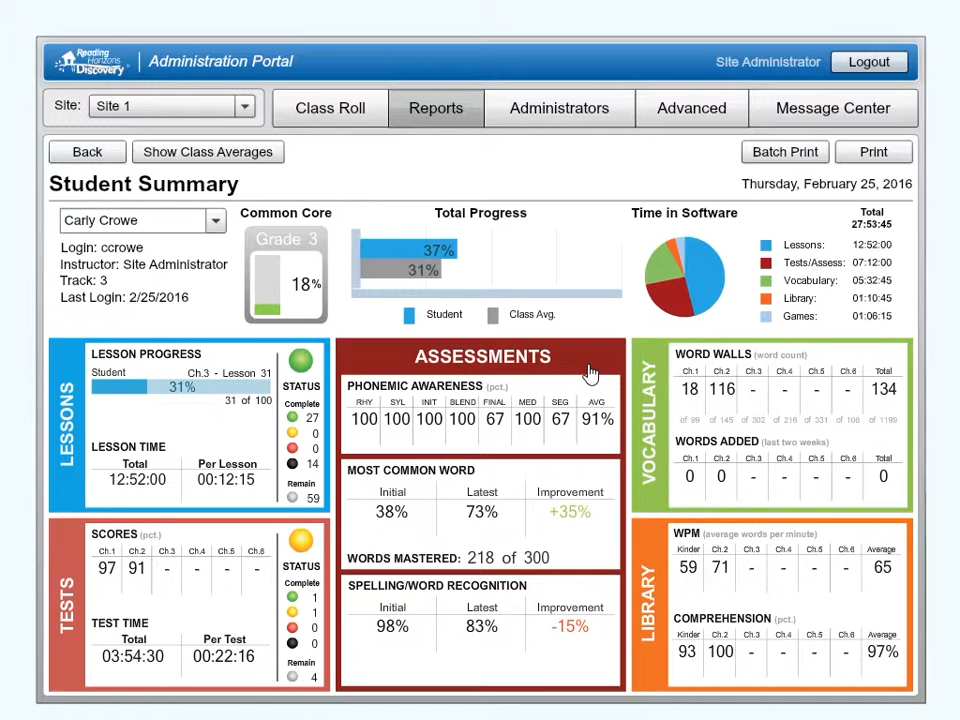 Reading Horizons Discovery
Administration Portal
Site Administrator
Logout
Site:
Site 1
Class Roll
Reports
Administrators
Advanced
Message Center
Back
Show Class Averages
Batch Print
Print
Student Summary
Thursday, February 25, 2016
Carly Crowe
Login: ccrowe
Instructor: Site Administrator
Track: 3
Last Login: 2/25/2016
Common Core
Grade 3
18%
Total Progress
37%
31%
Student
Class Avg.
Time in Software
Total
27:53:45
Lessons: 12:52:00
Tests/Assess: 07:12:00
Vocabulary: 05:32:45
Library: 01:10:45
Games: 01:06:15
LESSONS
LESSON PROGRESS
Student Ch.3 - Lesson 31
31%
31 of 100
LESSON TIME
Total Per Lesson
12:52:00 00:12:15
STATUS
Complete
27
0
0
14
Remain
59
TESTS
SCORES (pct.)
Ch.1 Ch.2 Ch.3 Ch.4 Ch.5 Ch.6
97 91 - - - -
TEST TIME
Total Per Test
03:54:30 00:22:16
STATUS
Complete
1
1
0
0
Remain
4
ASSESSMENTS
PHONEMIC AWARENESS (pct.)
RHY SYL INIT BLEND FINAL MED SEG AVG
100 100 100 100 67 100 67 91%
MOST COMMON WORD
Initial Latest Improvement
38% 73% +35%
WORDS MASTERED: 218 of 300
SPELLING/WORD RECOGNITION
Initial Latest Improvement
98% 83% -15%
VOCABULARY
WORD WALLS (word count)
Ch.1 Ch.2 Ch.3 Ch.4 Ch.5 Ch.6 Total
18 116 - - - - 134
of 99 of 145 of 302 of 216 of 331 of 106 of 1199
WORDS ADDED (last two weeks)
Ch.1 Ch.2 Ch.3 Ch.4 Ch.5 Ch.6 Total
0 0 - - - - 0
LIBRARY
WPM (average words per minute)
Kinder Ch.2 Ch.3 Ch.4 Ch.5 Ch.6 Average
59 71 - - - - 65
COMPREHENSION (pct.)
Kinder Ch.2 Ch.3 Ch.4 Ch.5 Ch.6 Average
93 100 - - - - 97%